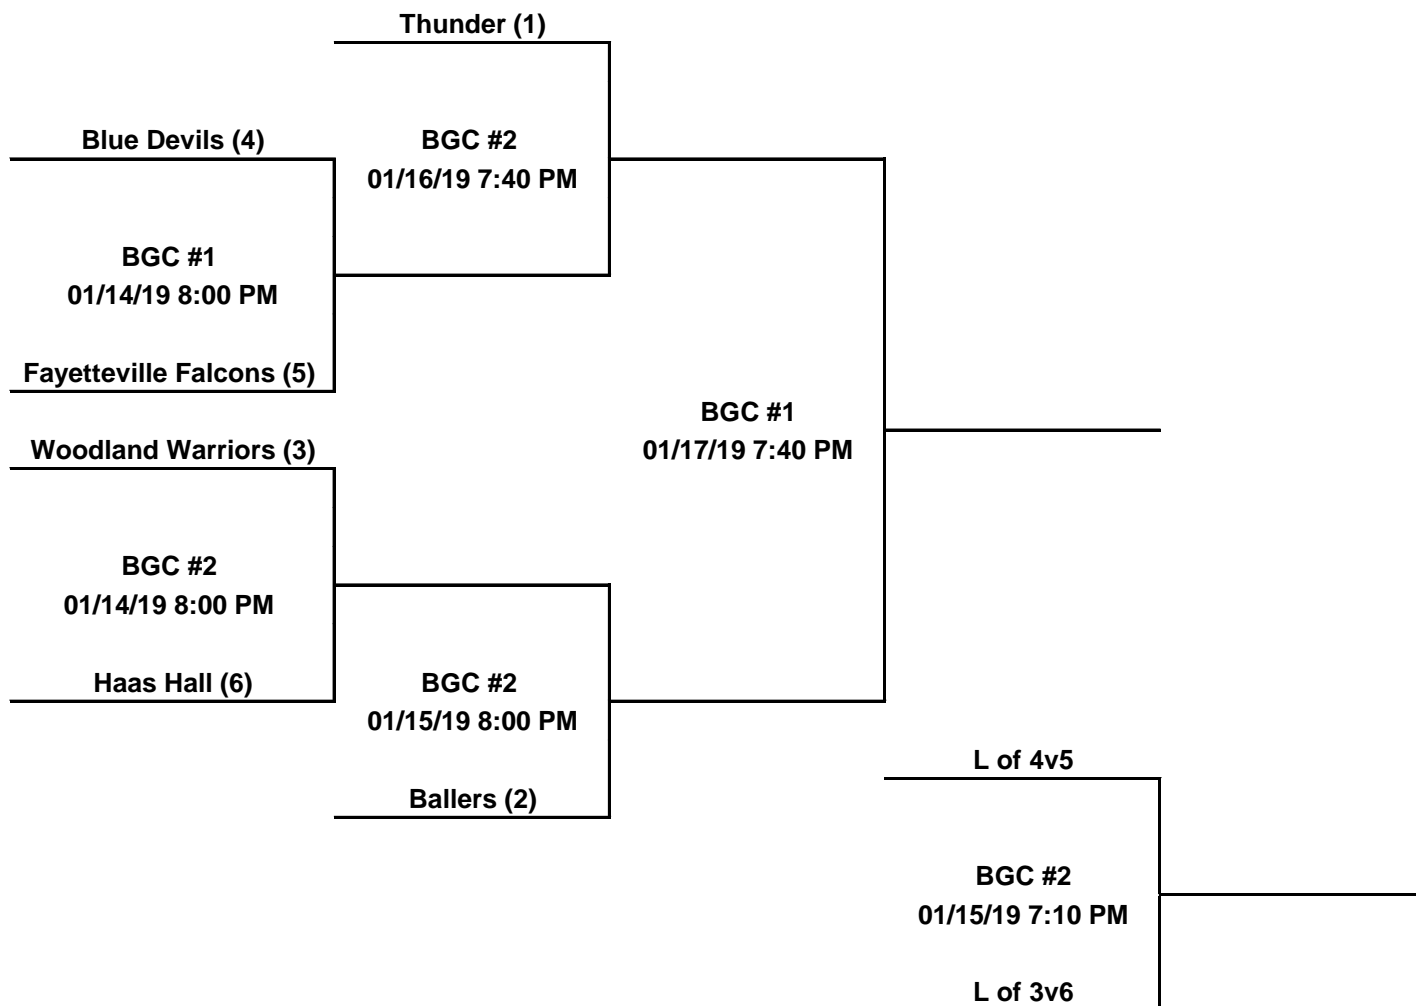 Thunder (1)
Blue Devils (4)
BGC #2
01/16/19 7:40 PM
BGC #1
01/14/19 8:00 PM
Fayetteville Falcons (5)
BGC #1
01/17/19 7:40 PM
Woodland Warriors (3)
BGC #2
01/14/19 8:00 PM
Haas Hall (6)
BGC #2
01/15/19 8:00 PM
Ballers (2)
L of 4v5
BGC #2
01/15/19 7:10 PM
L of 3v6